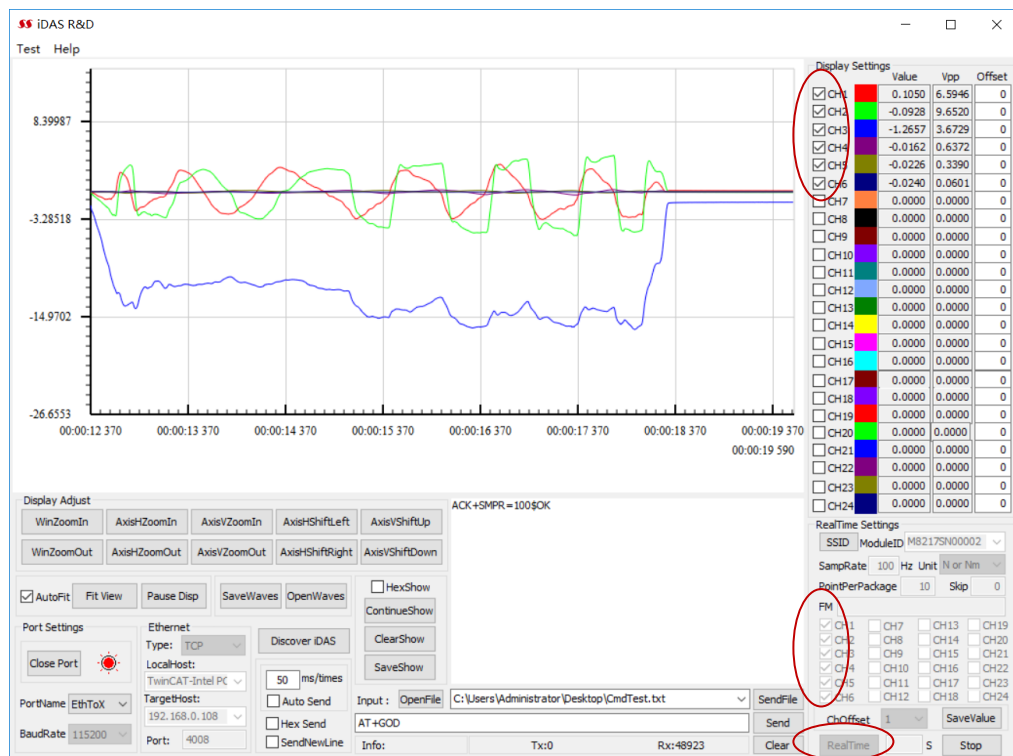 iDAS R&D
Test Help
8.39987
-3.28518
-14.9702
-26.6553
00:00:12 370 00:00:13 370 00:00:14 370 00:00:15 370 00:00:16 370 00:00:17 370 00:00:18 370 00:00:19 370
00:00:19 590
Display Settings
Value Vpp Offset
CH1 0.1050 6.5946 0
CH2 -0.0928 9.6520 0
CH3 -1.2657 3.6729 0
CH4 -0.0162 0.6372 0
CH5 -0.0226 0.3390 0
CH6 -0.0240 0.0601 0
CH7 0.0000 0.0000 0
CH8 0.0000 0.0000 0
CH9 0.0000 0.0000 0
CH10 0.0000 0.0000 0
CH11 0.0000 0.0000 0
CH12 0.0000 0.0000 0
CH13 0.0000 0.0000 0
CH14 0.0000 0.0000 0
CH15 0.0000 0.0000 0
CH16 0.0000 0.0000 0
CH17 0.0000 0.0000 0
CH18 0.0000 0.0000 0
CH19 0.0000 0.0000 0
CH20 0.0000 0.0000 0
CH21 0.0000 0.0000 0
CH22 0.0000 0.0000 0
CH23 0.0000 0.0000 0
CH24 0.0000 0.0000 0
Display Adjust
WinZoomIn AxisHZoomIn AxisVZoomIn AxisHShiftLeft AxisVShiftUp
WinZoomOut AxisHZoomOut AxisVZoomOut AxisHShiftRight AxisVShiftDown
AutoFit Fit View Pause Disp SaveWaves OpenWaves
HexShow
ContinueShow
ClearShow
SaveShow
ACK+SMPR=100$OK
Port Settings
Close Port
PortName EthToX
BaudRate 115200
Ethernet
Type: TCP
LocalHost:
TwinCAT-Intel PC
TargetHost:
192.168.0.108
Port: 4008
Discover iDAS
50 ms/times
Auto Send
Hex Send
SendNewLine
Input : OpenFile C:\Users\Administrator\Desktop\CmdTest.txt SendFile
AT+GOD Send
Info: Tx:0 Rx:48923 Clear
RealTime Settings
SSID ModuleID M8217SN00002
SampRate 100 Hz Unit N or Nm
PointPerPackage 10 Skip 0
FM
CH1 CH7 CH13 CH19
CH2 CH8 CH14 CH20
CH3 CH9 CH15 CH21
CH4 CH10 CH16 CH22
CH5 CH11 CH17 CH23
CH6 CH12 CH18 CH24
ChOffset 1 SaveValue
RealTime S Stop